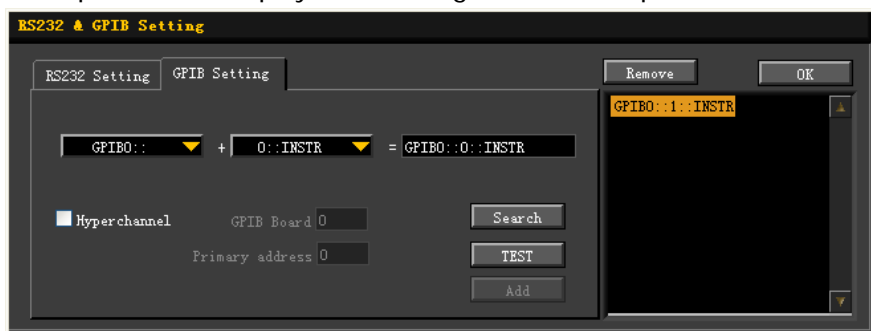 RS232 & GPIB Setting
RS232 Setting GPIB Setting Remove OK
GPIB0::1::INSTR
GPIB0:: + 0::INSTR = GPIB0::0::INSTR
Hyperchannel GPIB Board 0 Search
Primary address 0 TEST
Add